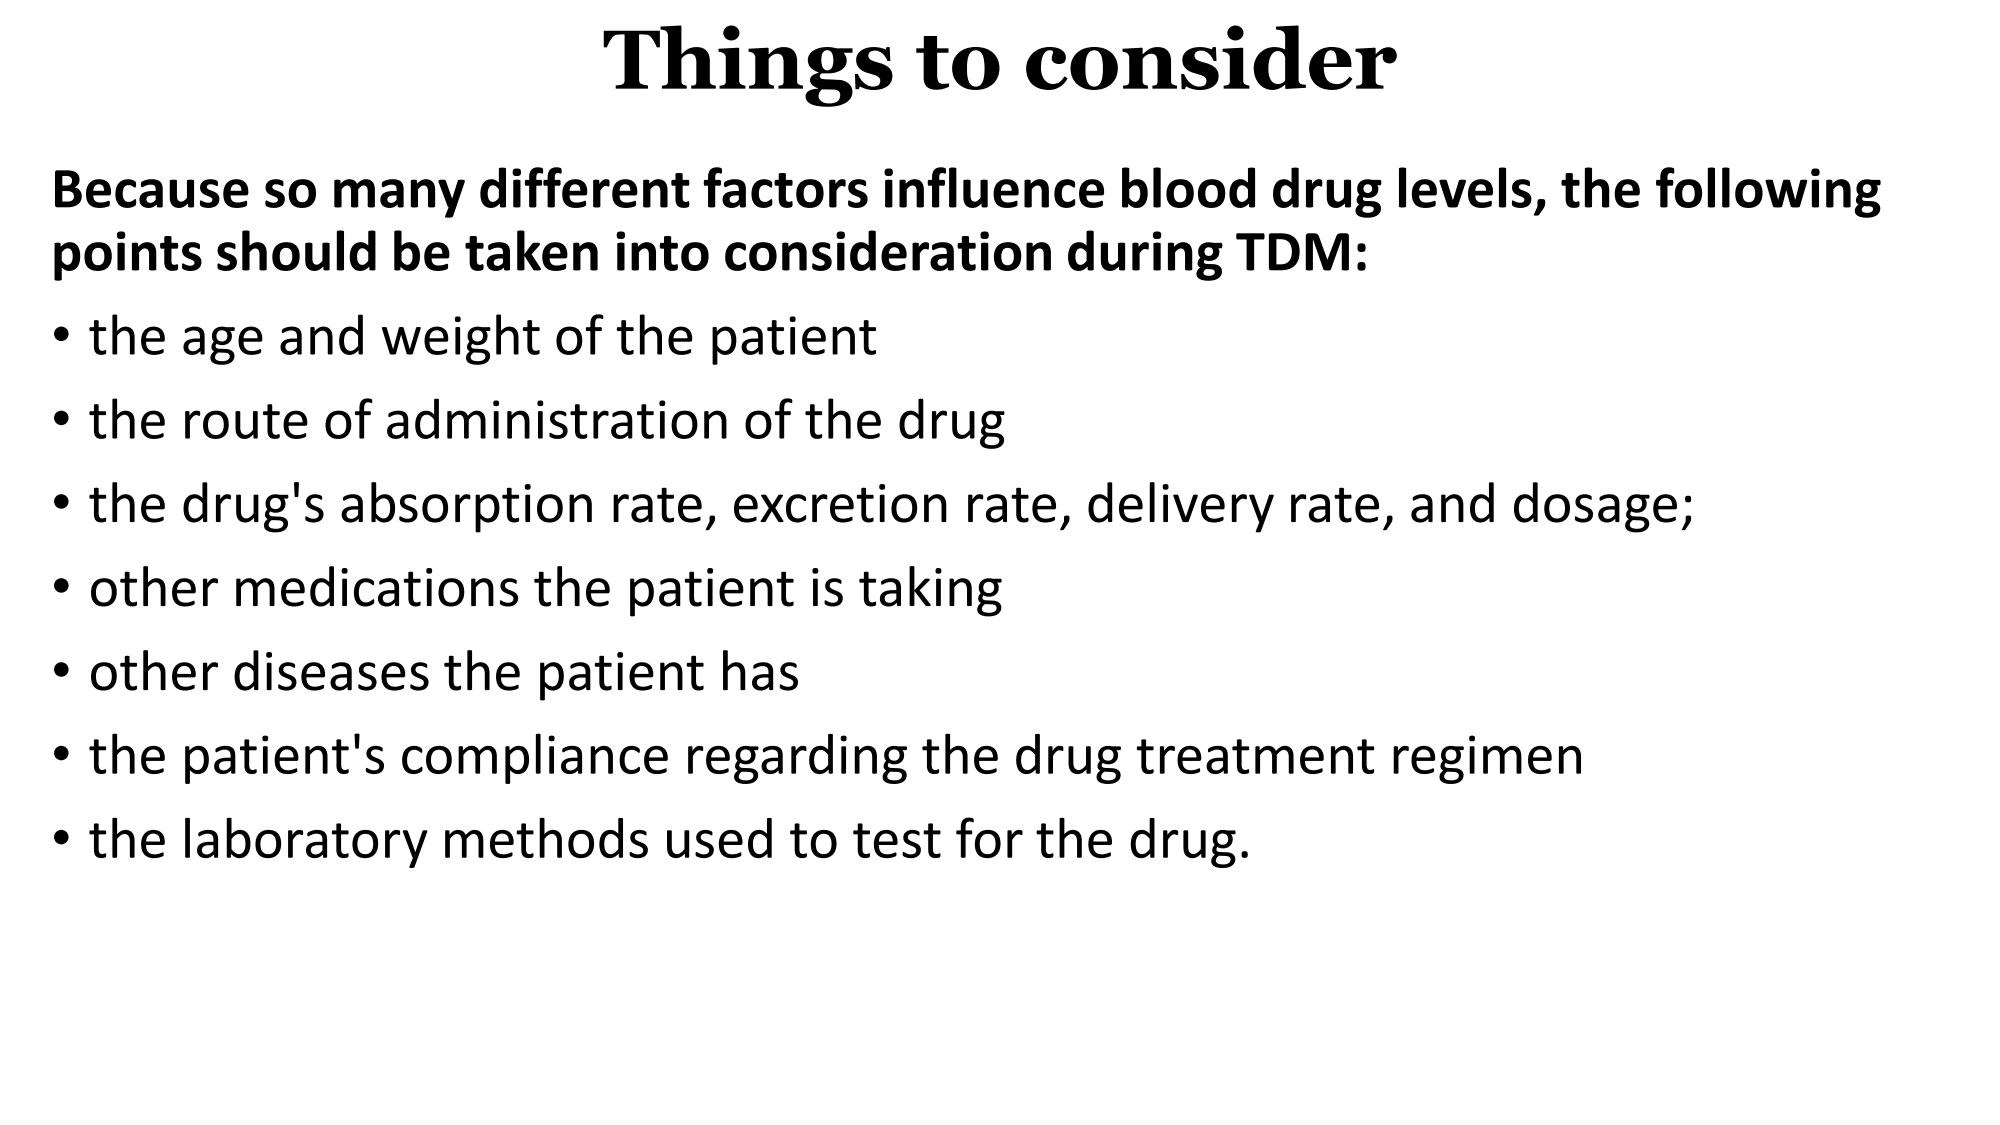 Things to consider
Because so many different factors influence blood drug levels, the following
points should be taken into consideration during TDM:
• the age and weight of the patient
• the route of administration of the drug
• the drug's absorption rate, excretion rate, delivery rate, and dosage;
• other medications the patient is taking
• other diseases the patient has
• the patient's compliance regarding the drug treatment regimen
• the laboratory methods used to test for the drug.